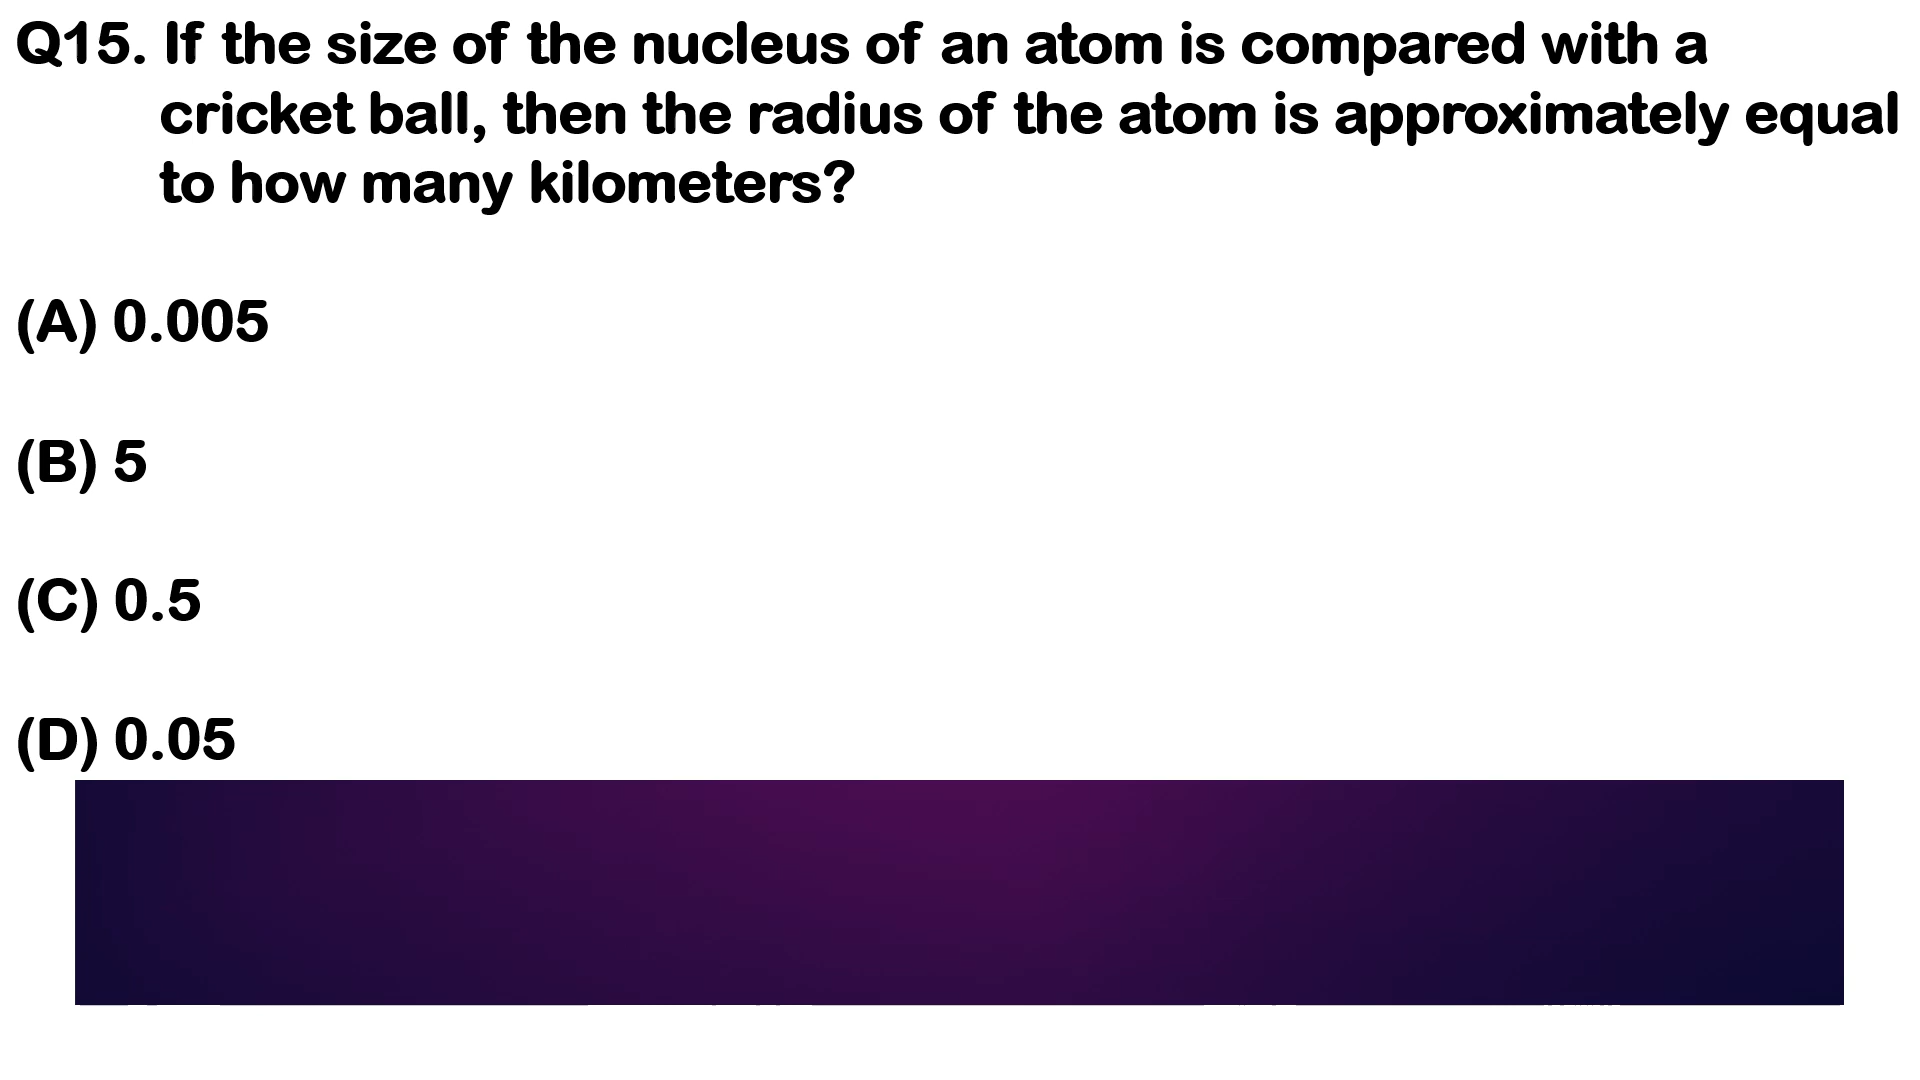 Q15. If the size of the nucleus of an atom is compared with a
cricket ball, then the radius of the atom is approximately equal
to how many kilometers?
(A) 0.005
(B) 5
(C) 0.5
(D) 0.05